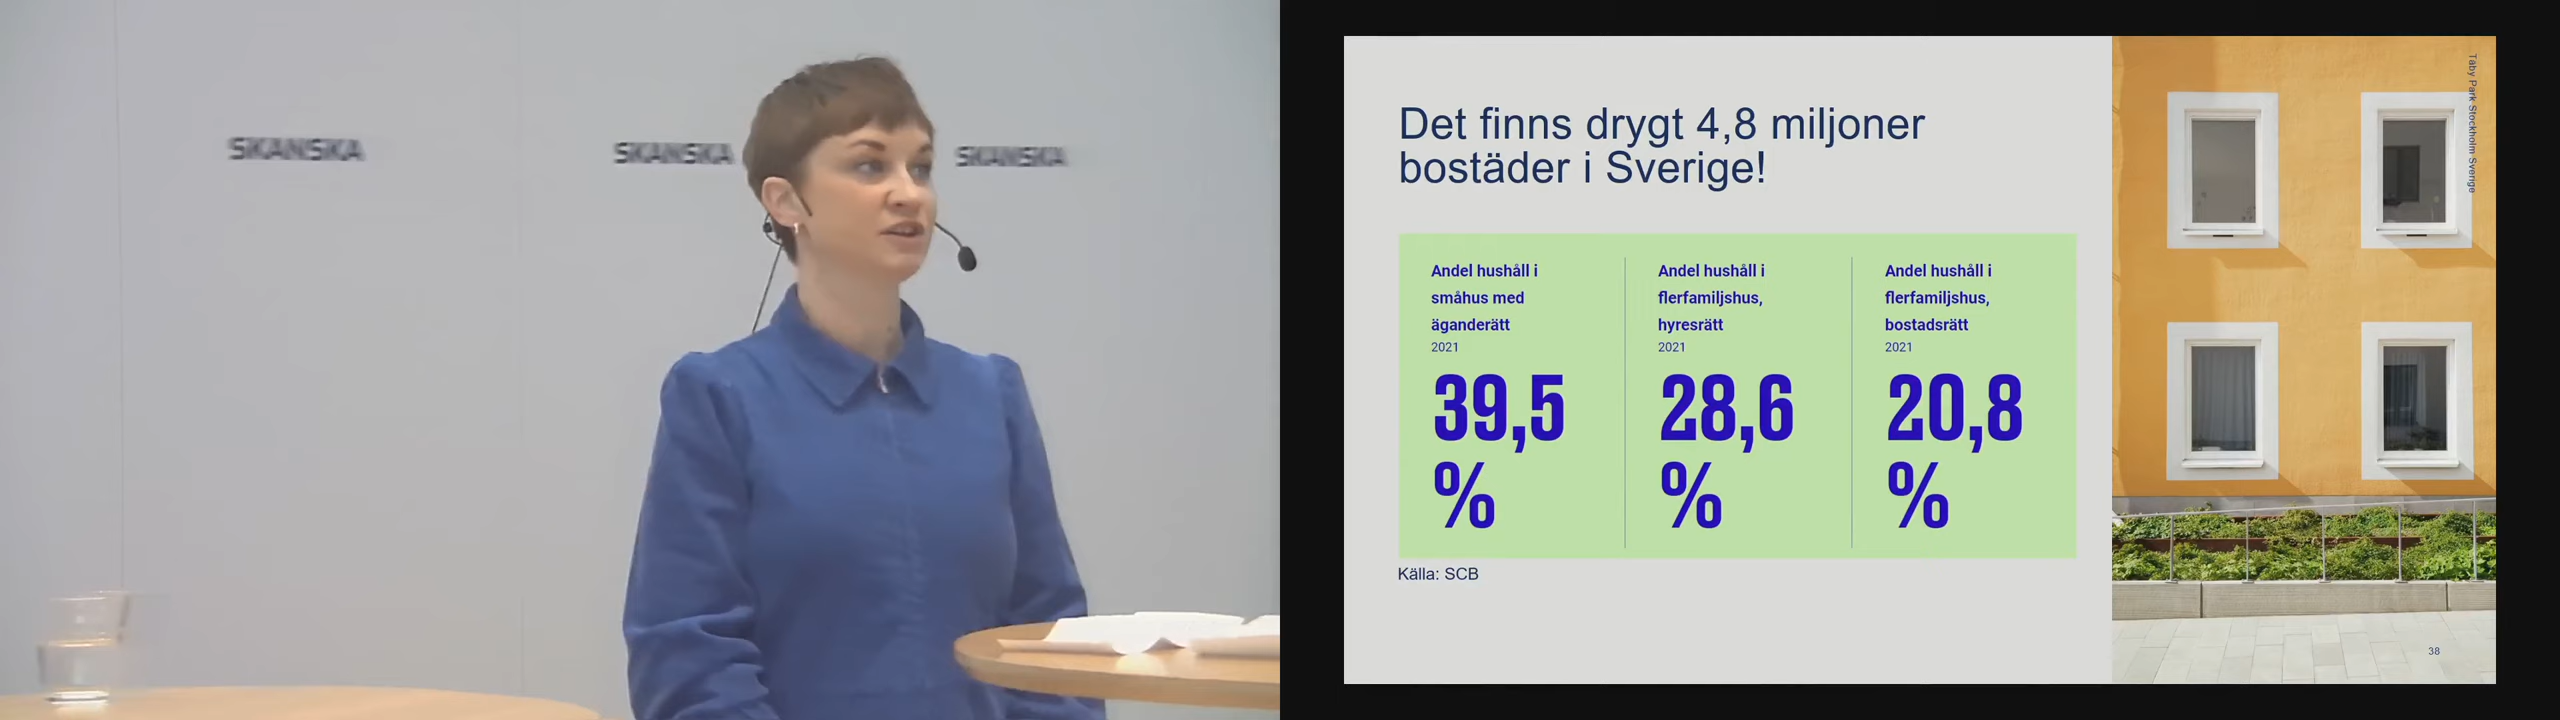 SKANSKA SKANSKA SKANSKA
Det finns drygt 4,8 miljoner
bostäder i Sverige!
Andel hushåll i
småhus med
äganderätt
2021
39,5
%
Andel hushåll i
flerfamiljshus,
hyresrätt
2021
28,6
%
Andel hushåll i
flerfamiljshus,
bostadsrätt
2021
20,8
%
Källa: SCB
Täby Park Stockholm Sverige
38